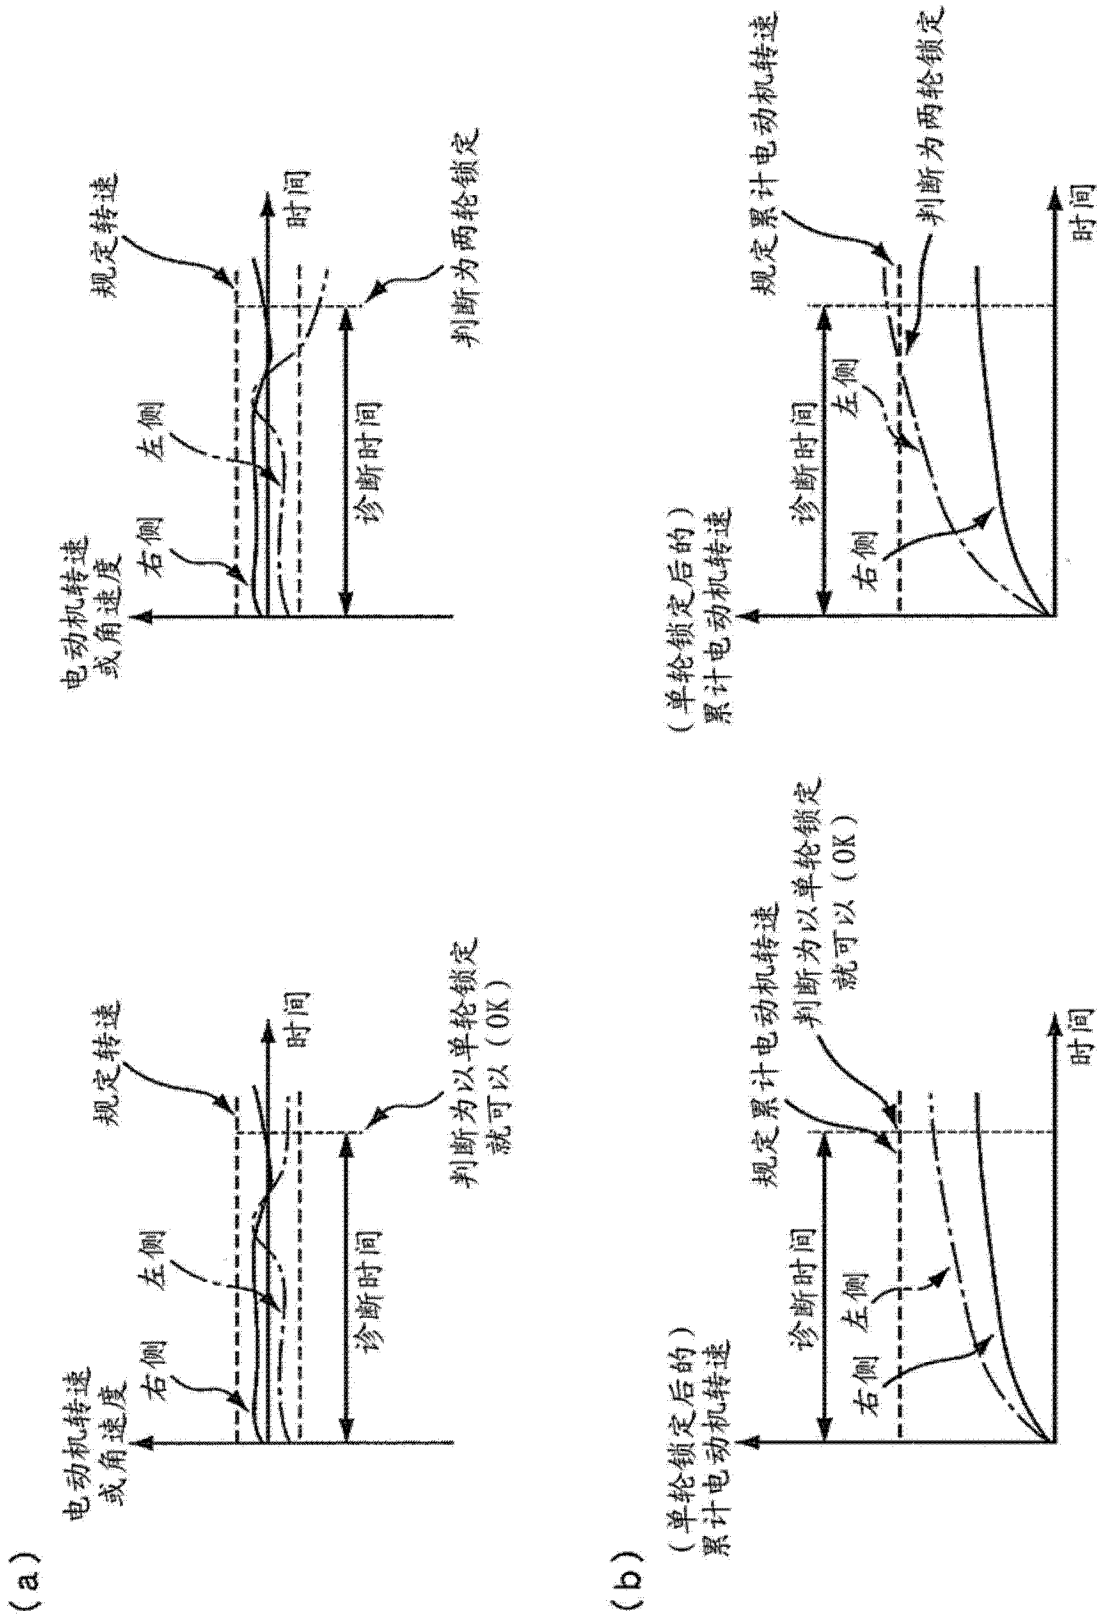 (a)
电动机转速
或角速度
右侧
左侧
规定转速
时间
诊断时间
判断为以单轮锁定
就可以(OK)
电动机转速
或角速度
右侧
左侧
规定转速
时间
诊断时间
判断为两轮锁定
(b)
(单轮锁定后的)
累计电动机转速
诊断时间
右侧
左侧
规定累计电动机转速
判断为以单轮锁定
就可以(OK)
时间
(单轮锁定后的)
累计电动机转速
诊断时间
右侧
左侧
规定累计电动机转速
判断为两轮锁定
时间